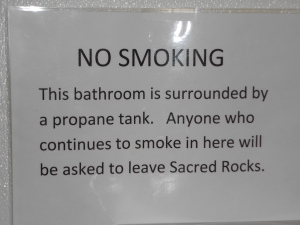 NO SMOKING
This bathroom is surrounded by
a propane tank. Anyone who
continues to smoke in here will
be asked to leave Sacred Rocks.